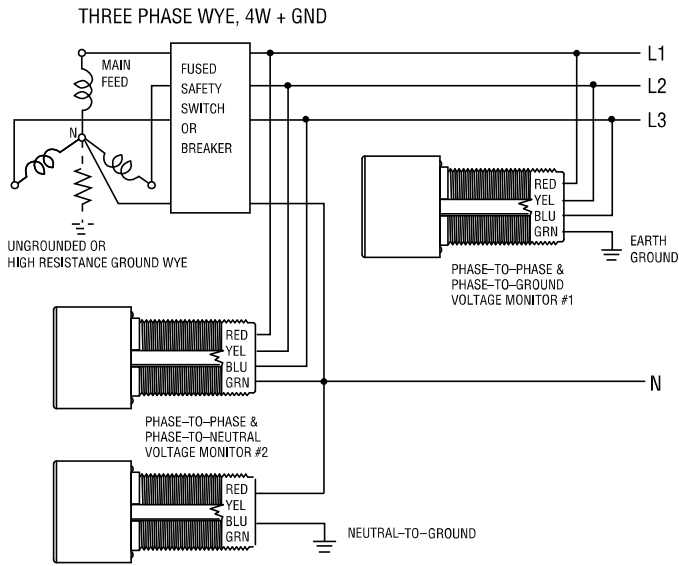 THREE PHASE WYE, 4W + GND
MAIN
FEED
FUSED
SAFETY
SWITCH
OR
BREAKER
L1
L2
L3
N
UNGROUNDED OR
HIGH RESISTANCE GROUND WYE
RED
YEL
BLU
GRN
EARTH
GROUND
PHASE–TO–PHASE &
PHASE–TO–GROUND
VOLTAGE MONITOR #1
RED
YEL
BLU
GRN
N
PHASE–TO–PHASE &
PHASE–TO–NEUTRAL
VOLTAGE MONITOR #2
RED
YEL
BLU
GRN
NEUTRAL–TO–GROUND